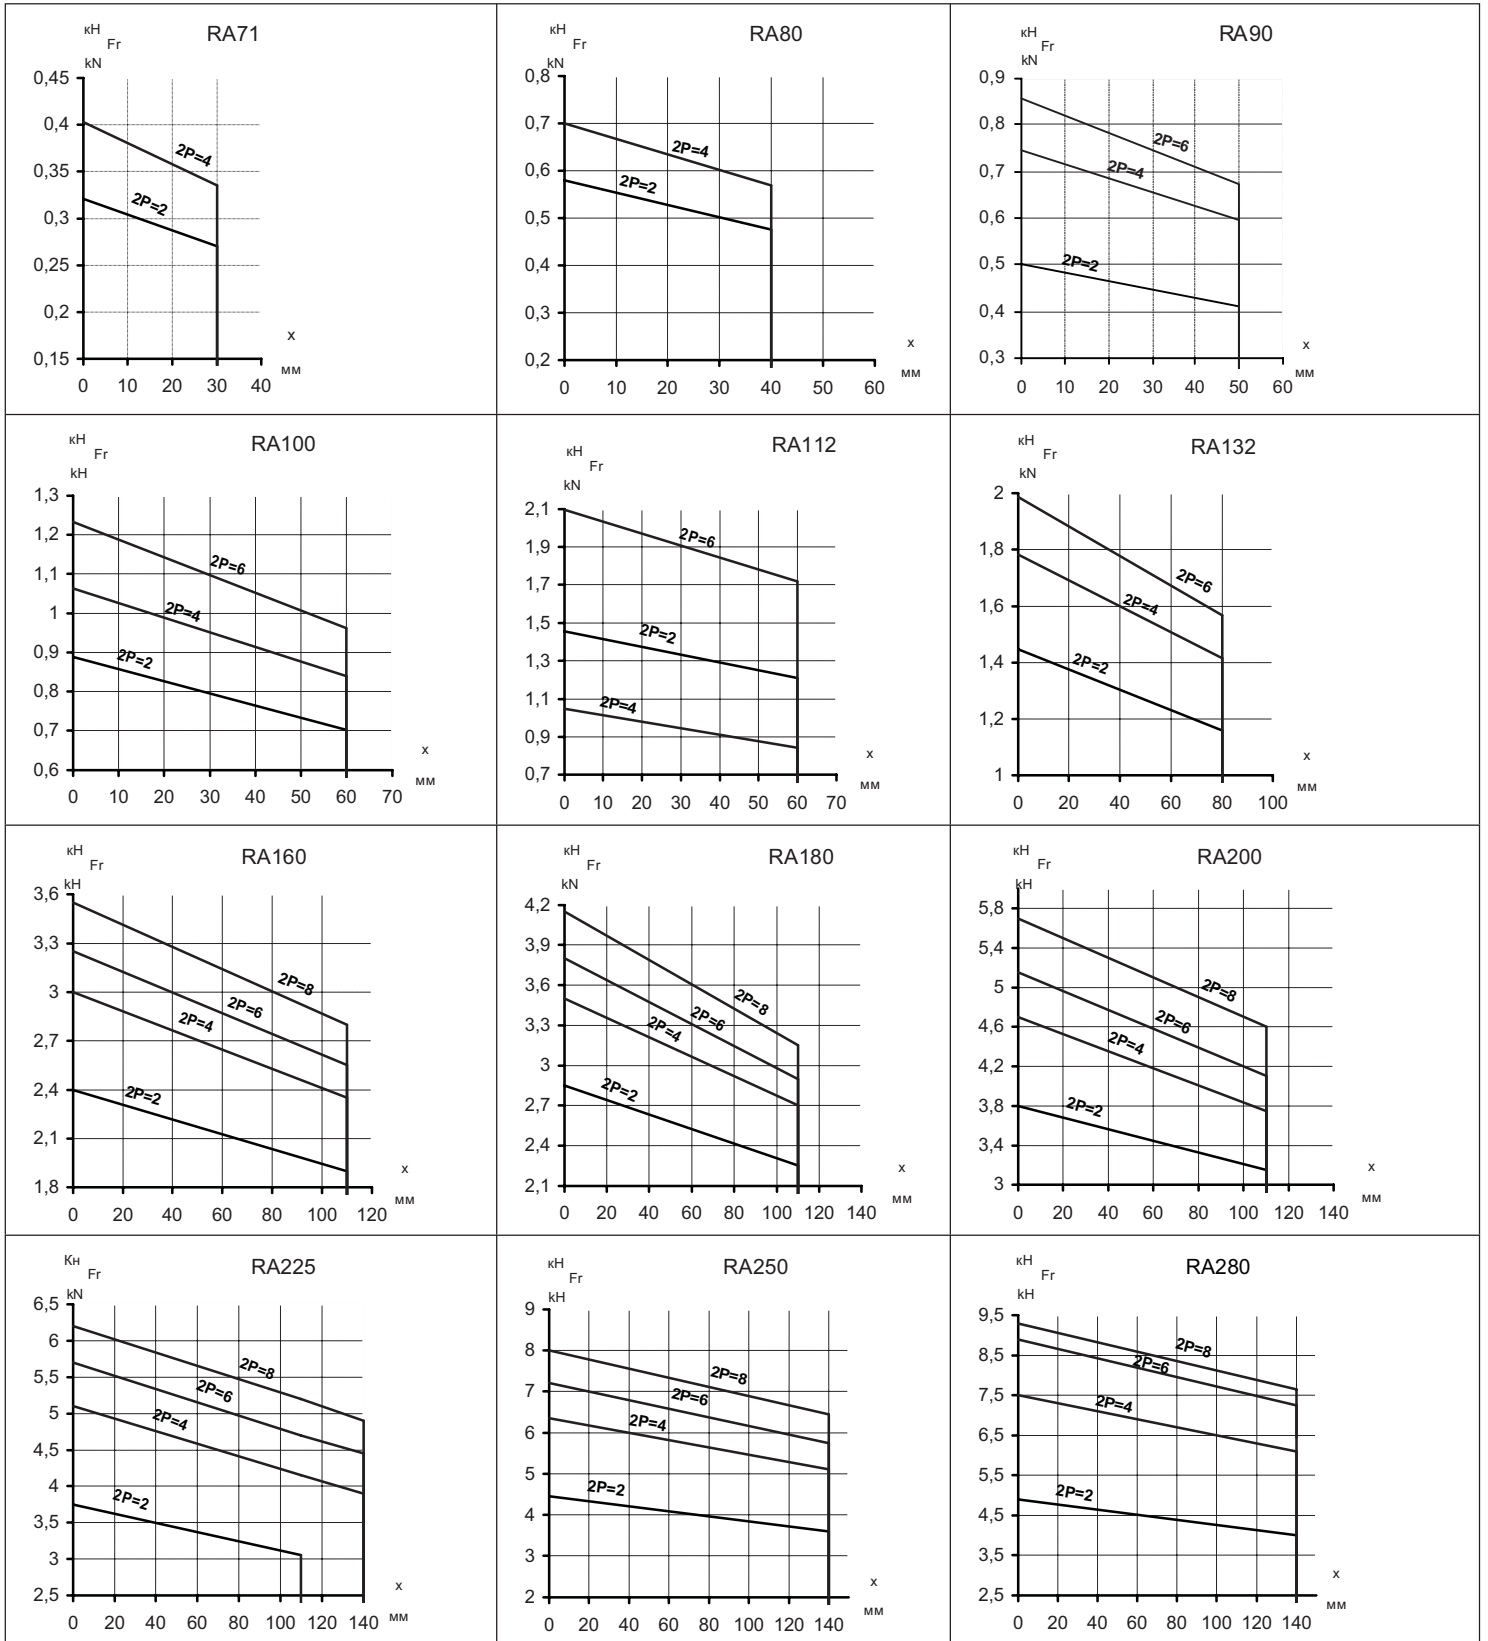 кН
Fr
kN
RA71
0,45
0,4
0,35
0,3
0,25
0,2
0,15
2P=4
2P=2
0 10 20 30 40
x
мм
кН
Fr
kN
RA80
0,8
0,7
0,6
0,5
0,4
0,3
0,2
2P=4
2P=2
0 10 20 30 40 50 60
x
мм
кН
Fr
kN
RA90
0,9
0,8
0,7
0,6
0,5
0,4
0,3
2P=6
2P=4
2P=2
0 10 20 30 40 50 60
x
мм
кН
Fr
kH
RA100
1,3
1,2
1,1
1
0,9
0,8
0,7
0,6
2P=6
2P=4
2P=2
0 10 20 30 40 50 60 70
x
мм
кН
Fr
kN
RA112
2,1
1,9
1,7
1,5
1,3
1,1
0,9
0,7
2P=6
2P=2
2P=4
0 10 20 30 40 50 60 70
x
мм
кН
Fr
kN
RA132
2
1,8
1,6
1,4
1,2
1
2P=6
2P=4
2P=2
0 20 40 60 80 100
x
мм
кН
Fr
kH
RA160
3,6
3,3
3
2,7
2,4
2,1
1,8
2P=8
2P=6
2P=4
2P=2
0 20 40 60 80 100 120
x
мм
кН
Fr
kN
RA180
4,2
3,9
3,6
3,3
3
2,7
2,4
2,1
2P=8
2P=6
2P=4
2P=2
0 20 40 60 80 100 120 140
x
мм
кН
Fr
kH
RA200
5,8
5,4
5
4,6
4,2
3,8
3,4
3
2P=8
2P=6
2P=4
2P=2
0 20 40 60 80 100 120 140
x
мм
Кн
Fr
kN
RA225
6,5
6
5,5
5
4,5
4
3,5
3
2,5
2P=8
2P=6
2P=4
2P=2
0 20 40 60 80 100 120 140
x
мм
кН
Fr
kH
RA250
9
8
7
6
5
4
3
2
2P=8
2P=6
2P=4
2P=2
0 20 40 60 80 100 120 140
x
мм
кН
Fr
kH
RA280
9,5
8,5
7,5
6,5
5,5
4,5
3,5
2,5
2P=8
2P=6
2P=4
2P=2
0 20 40 60 80 100 120 140
x
мм